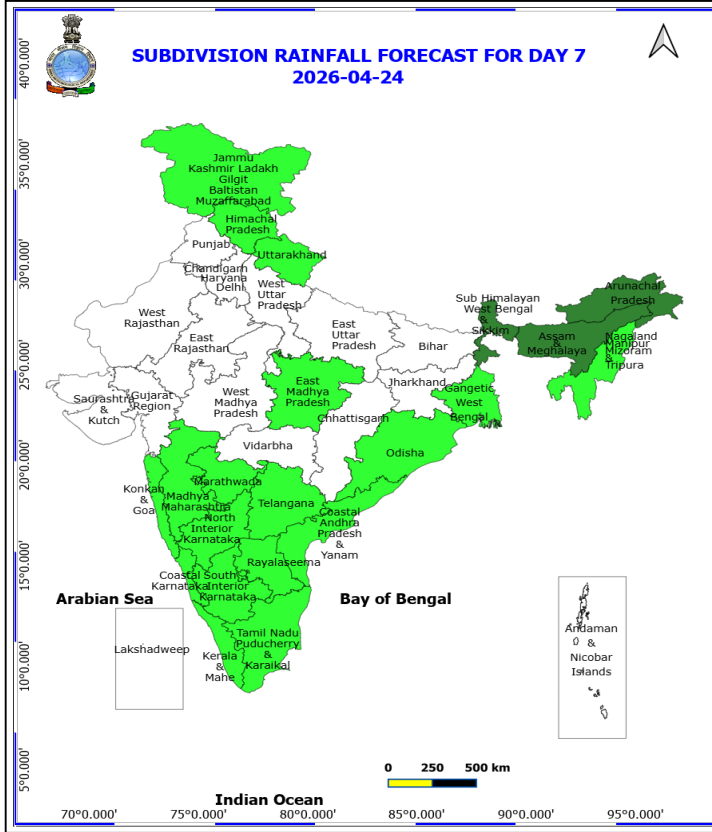 SUBDIVISION RAINFALL FORECAST FOR DAY 7
2026-04-24
40°0.000'
35°0.000'
30°0.000'
25°0.000'
20°0.000'
15°0.000'
10°0.000'
5°0.000'
Jammu
Kashmir Ladakh
Gilgit
Baltistan
Muzaffarabad
Himachal
Pradesh
Punjab
Uttarakhand
Chandigarh
Haryana
Delhi
West
Uttar
Pradesh
West
Rajasthan
East
Rajasthan
East
Uttar
Pradesh
Bihar
Sub Himalayan
West Bengal
&
Sikkim
Arunachal
Pradesh
Assam
&
Meghalaya
Nagaland
Manipur
Mizoram
&
Tripura
Saurashtra
&
Kutch
Gujarat
Region
West
Madhya
Pradesh
East
Madhya
Pradesh
Jharkhand
Gangetic
West
Bengal
Chhattisgarh
Vidarbha
Odisha
Konkan
&
Goa
Madhya
Maharashtra
Marathwada
Telangana
North
Interior
Karnataka
Coastal
Andhra
Pradesh
&
Yanam
Rayalaseema
Coastal
Karnataka
South
Interior
Karnataka
Arabian Sea
Bay of Bengal
Lakshadweep
Kerala
&
Mahe
Tamil Nadu
Puducherry
&
Karaikal
Andaman
&
Nicobar
Islands
0 250 500 km
Indian Ocean
70°0.000' 75°0.000' 80°0.000' 85°0.000' 90°0.000' 95°0.000'